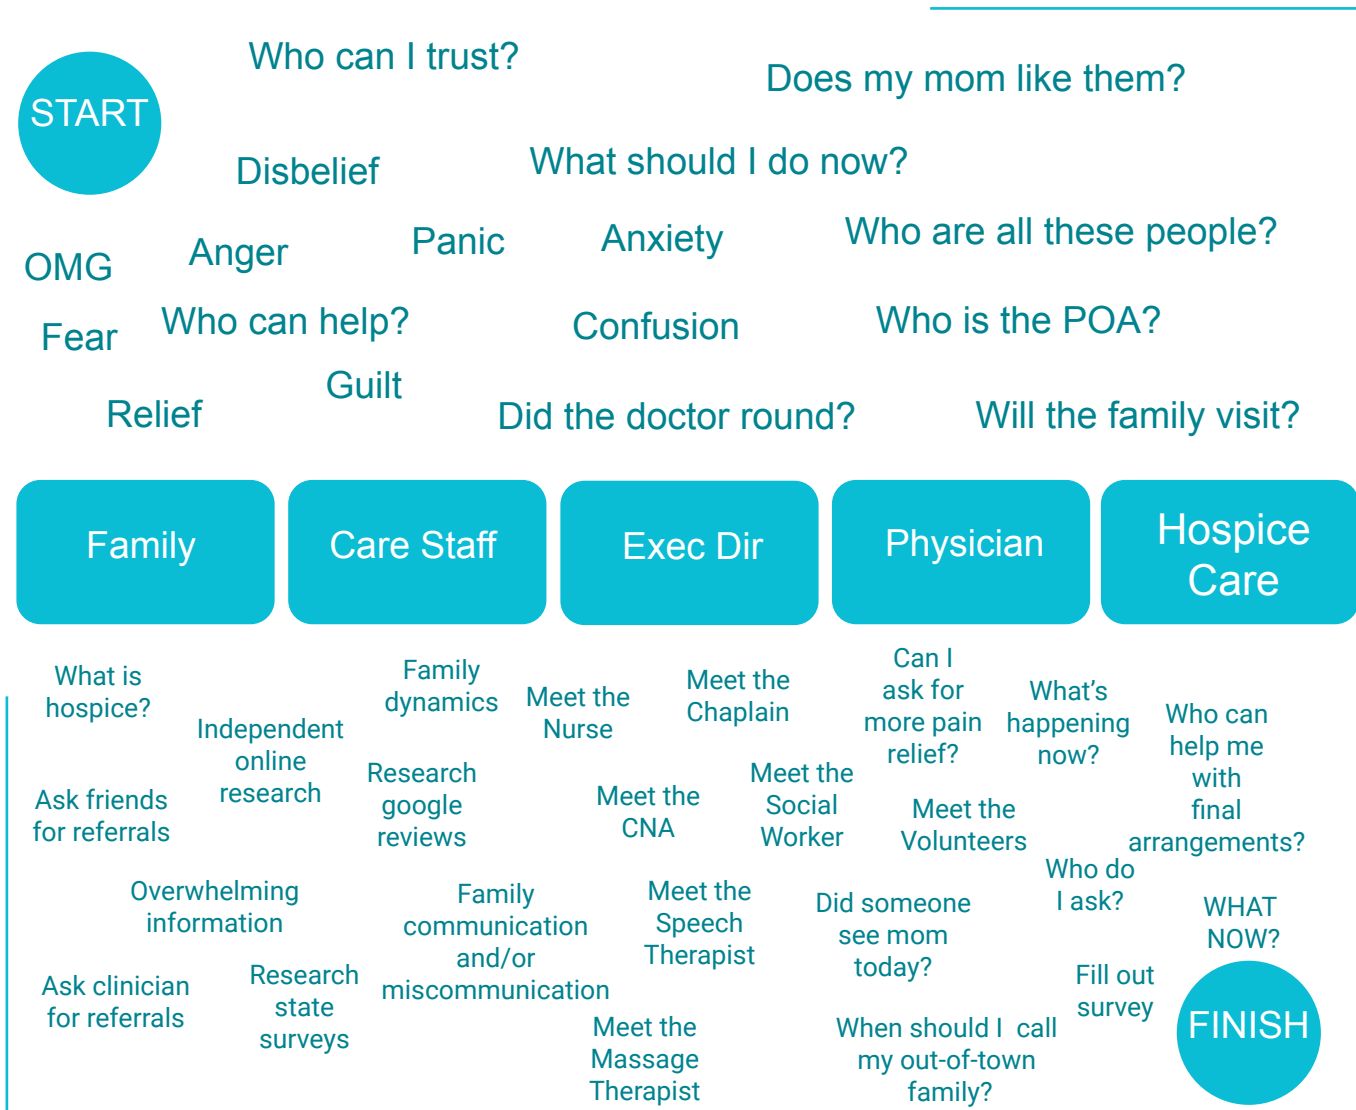 Who can I trust?
Does my mom like them?
START
Disbelief
What should I do now?
OMG
Anger
Panic
Anxiety
Who are all these people?
Fear
Who can help?
Confusion
Who is the POA?
Guilt
Relief
Did the doctor round?
Will the family visit?
Family
Care Staff
Exec Dir
Physician
Hospice
Care
What is
hospice?
Independent
online
research
Family
dynamics
Meet the
Nurse
Meet the
Chaplain
Can I
ask for
more pain
relief?
What's
happening
now?
Who can
help me
with
final
arrangements?
Ask friends
for referrals
Research
google
reviews
Meet the
CNA
Meet the
Social
Worker
Meet the
Volunteers
Who do
I ask?
Overwhelming
information
Family
communication
and/or
miscommunication
Meet the
Speech
Therapist
Did someone
see mom
today?
WHAT
NOW?
Ask clinician
for referrals
Research
state
surveys
Meet the
Massage
Therapist
When should I  call
my out-of-town
family?
Fill out
survey
FINISH